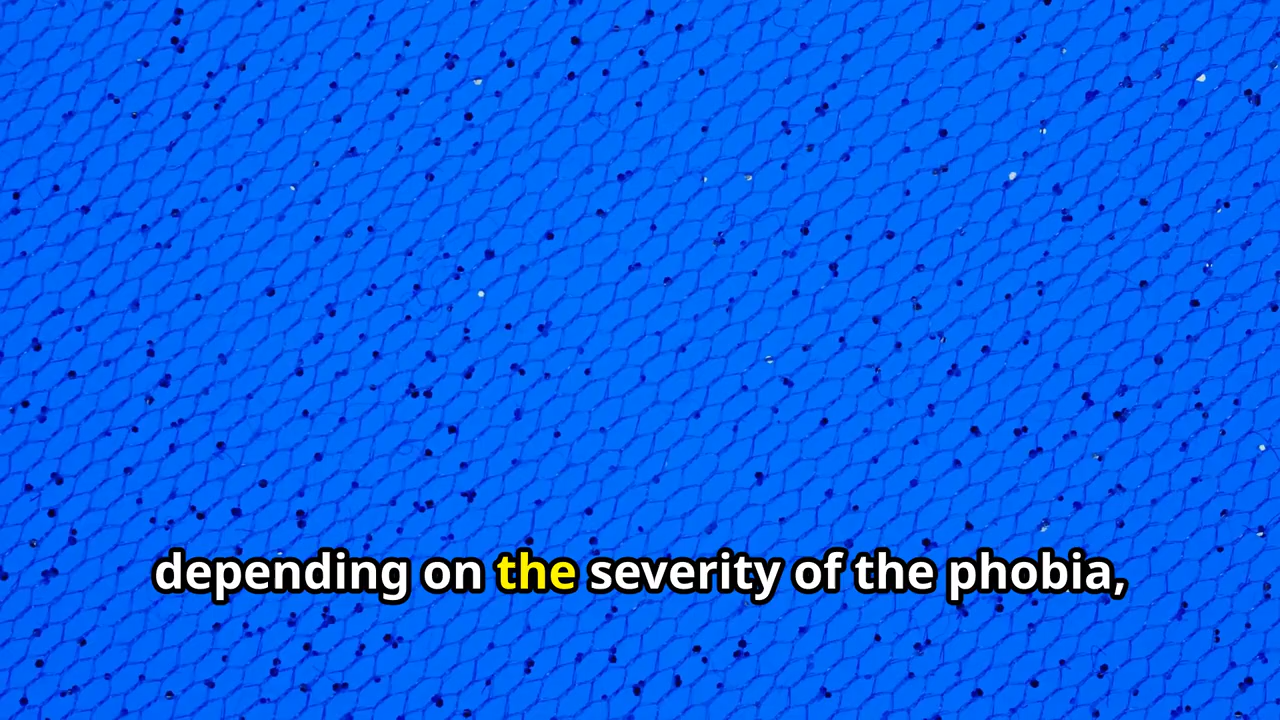 depending on the severity of the phobia,